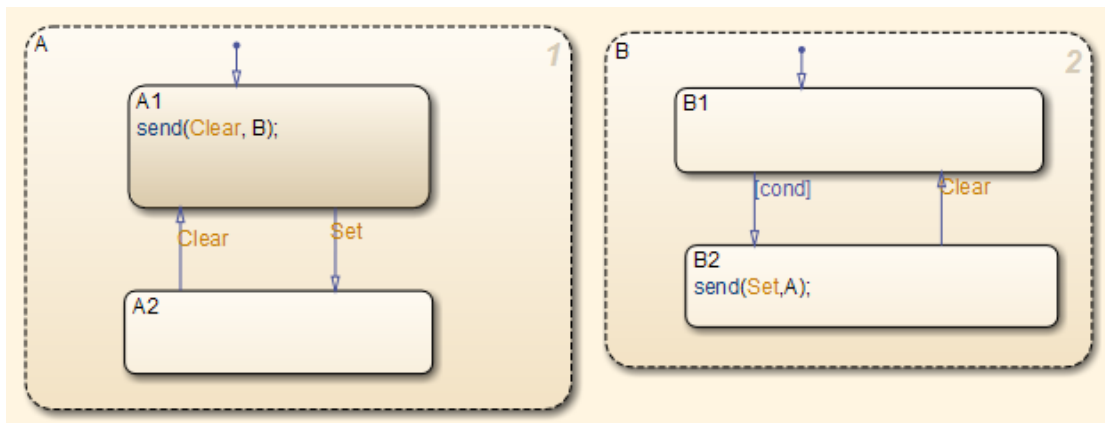 A
1
A1
send(Clear, B);
Clear
Set
A2
B
2
B1
[cond]
Clear
B2
send(Set,A);